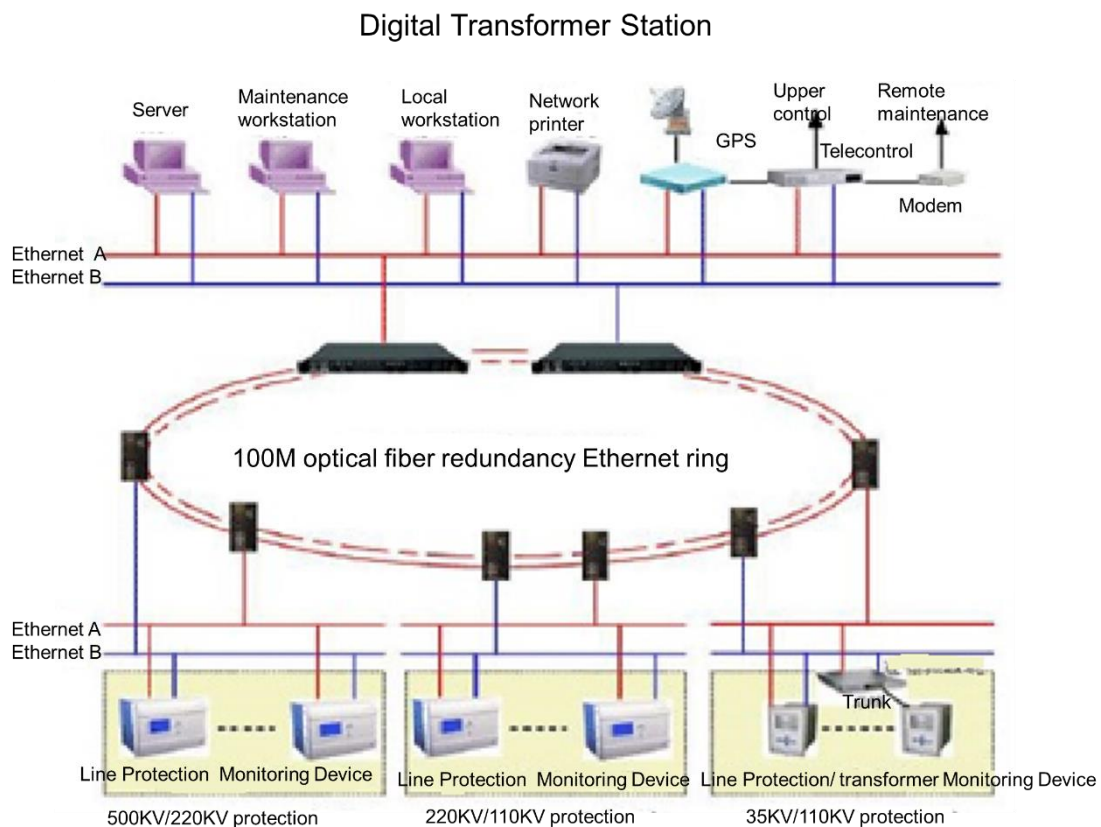 Digital Transformer Station
Server
Maintenance
workstation
Local
workstation
Network
printer
GPS
Upper
control
Telecontrol
Remote
maintenance
Modem
Ethernet A
Ethernet B
100M optical fiber redundancy Ethernet ring
Ethernet A
Ethernet B
Trunk
Line Protection Monitoring Device
Line Protection Monitoring Device
Line Protection/ transformer Monitoring Device
500KV/220KV protection
220KV/110KV protection
35KV/110KV protection